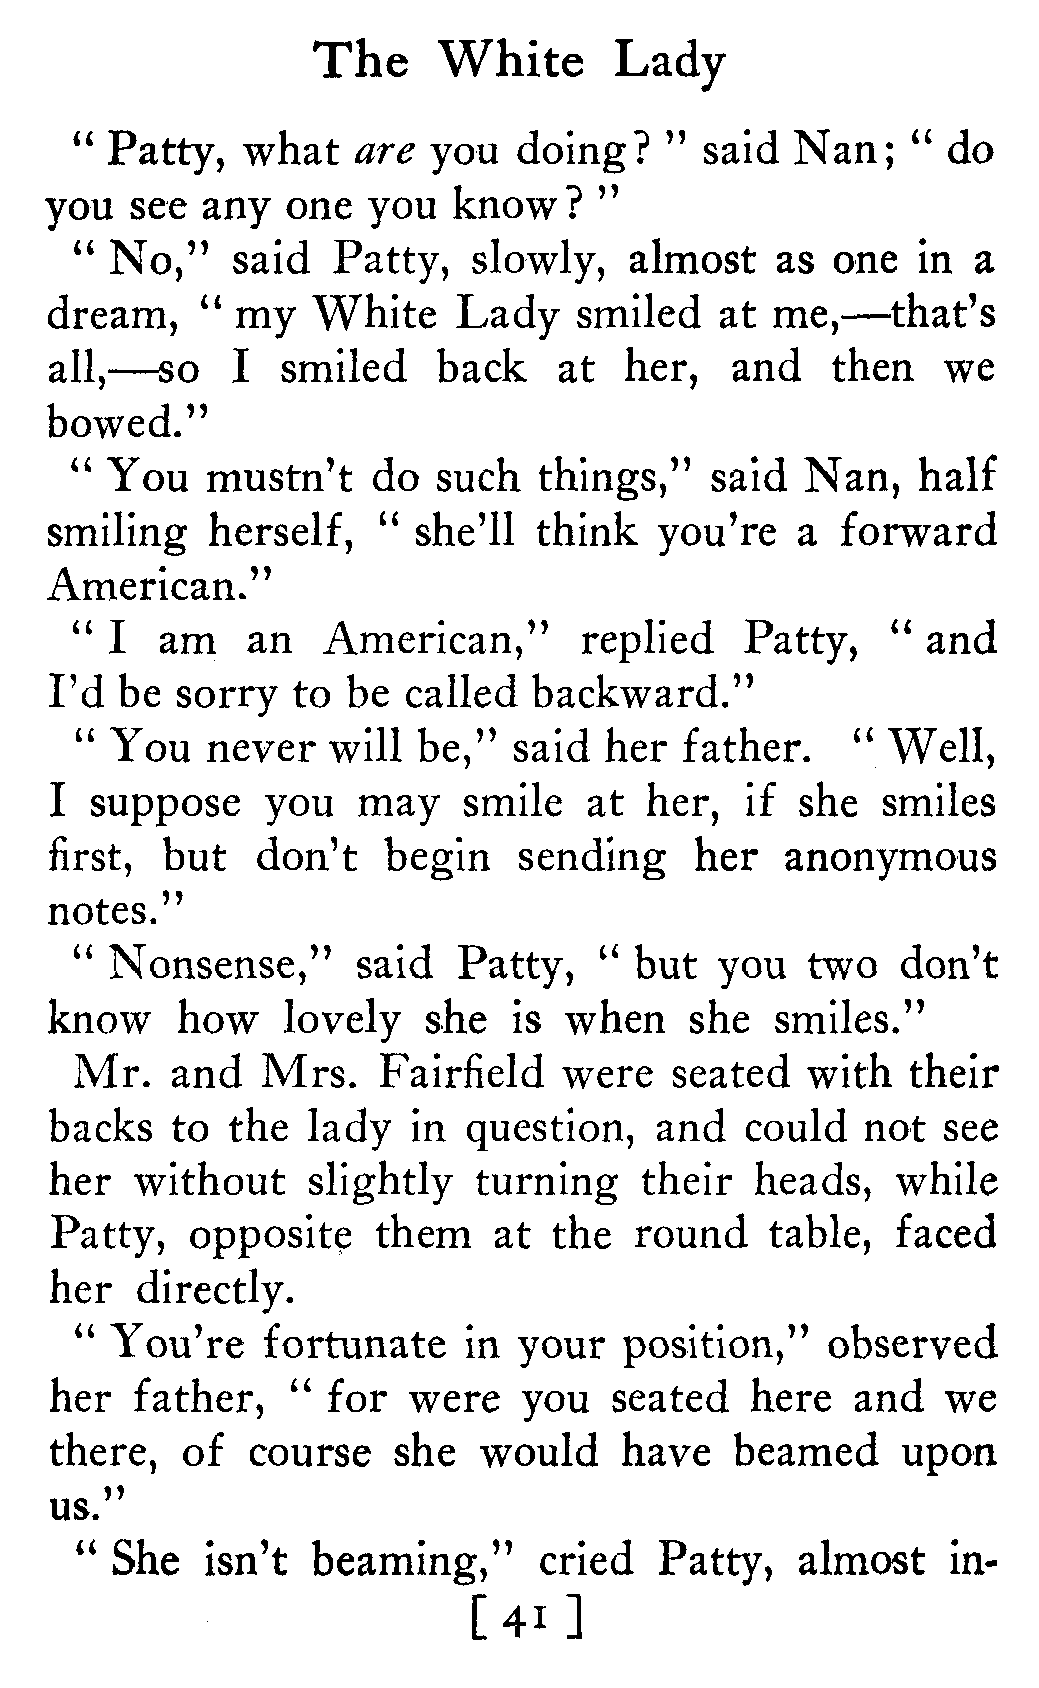 The White Lady
“ Patty, what are you doing? ” said Nan; “ do
you see any one you know? ”
“ No,” said Patty, slowly, almost as one in a
dream, “ my White Lady smiled at me,—that’s
all,—so I smiled back at her, and then we
bowed.”
“ You mustn’t do such things,” said Nan, half
smiling herself, “ she’ll think you’re a forward
American.”
“ I am an American,” replied Patty, “ and
I’d be sorry to be called backward.”
“ You never will be,” said her father. “ Well,
I suppose you may smile at her, if she smiles
first, but don’t begin sending her anonymous
notes.”
“ Nonsense,” said Patty, “ but you two don’t
know how lovely she is when she smiles.”
Mr. and Mrs. Fairfield were seated with their
backs to the lady in question, and could not see
her without slightly turning their heads, while
Patty, opposite them at the round table, faced
her directly.
“ You’re fortunate in your position,” observed
her father, “ for were you seated here and we
there, of course she would have beamed upon
us.”
“ She isn’t beaming,” cried Patty, almost in-
[ 41 ]